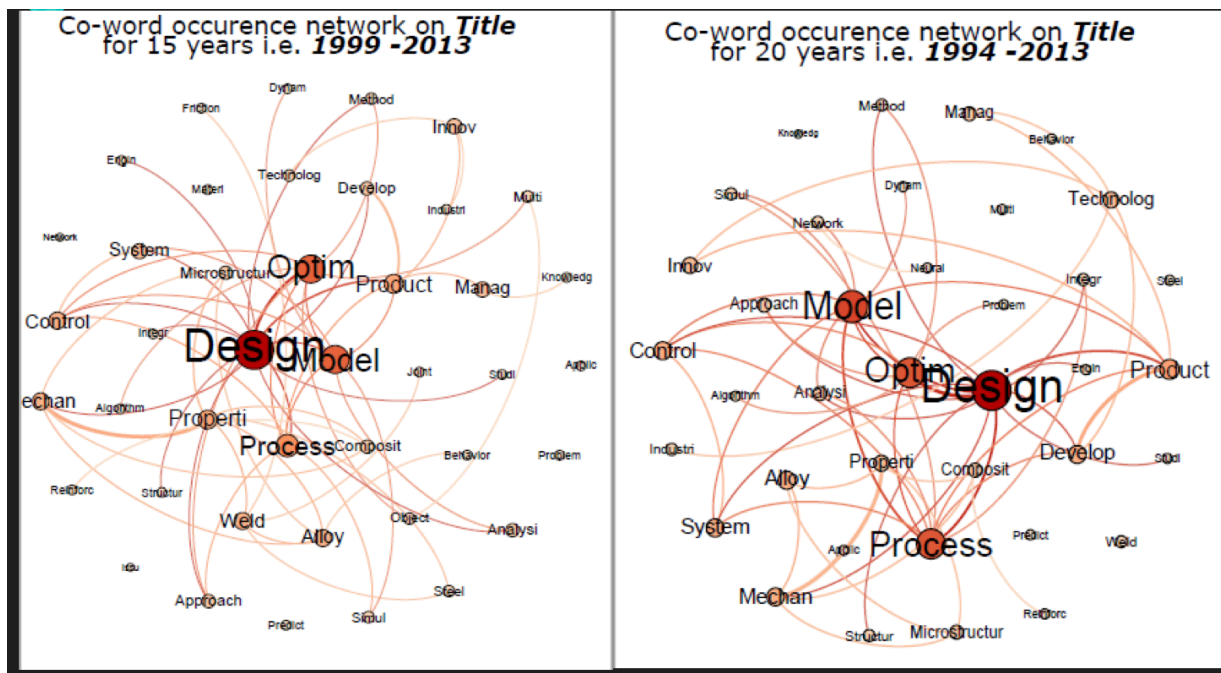 Co-word occurence network on Title
for 15 years i.e. 1999 -2013
Dynam
Friction
Method
Innov
Engin
Technolog
Materi
Develop
Multi
Industri
Network
System
Microstructur
Optim
Product
Manag
Knowledg
Control
Integr
Design
Model
Applic
Joint
Studi
echan
Algorithm
Properti
Process
Composit
Behavior
Problem
Reinforc
Structur
Weld
Object
Alloy
Analysi
Issu
Approach
Steel
Simul
Predict
Co-word occurence network on Title
for 20 years i.e. 1994 -2013
Method
Manag
Knowledg
Behavior
Simul
Dynam
Technolog
Network
Multi
Innov
Neural
Integr
Steel
Approach
Model
Problem
Control
Optim
Engin
Product
Algorithm
Analysi
Design
Industri
Properti
Composit
Develop
Studi
Alloy
System
Process
Predict
Weld
Applic
Mechan
Reinforc
Structur
Microstructur